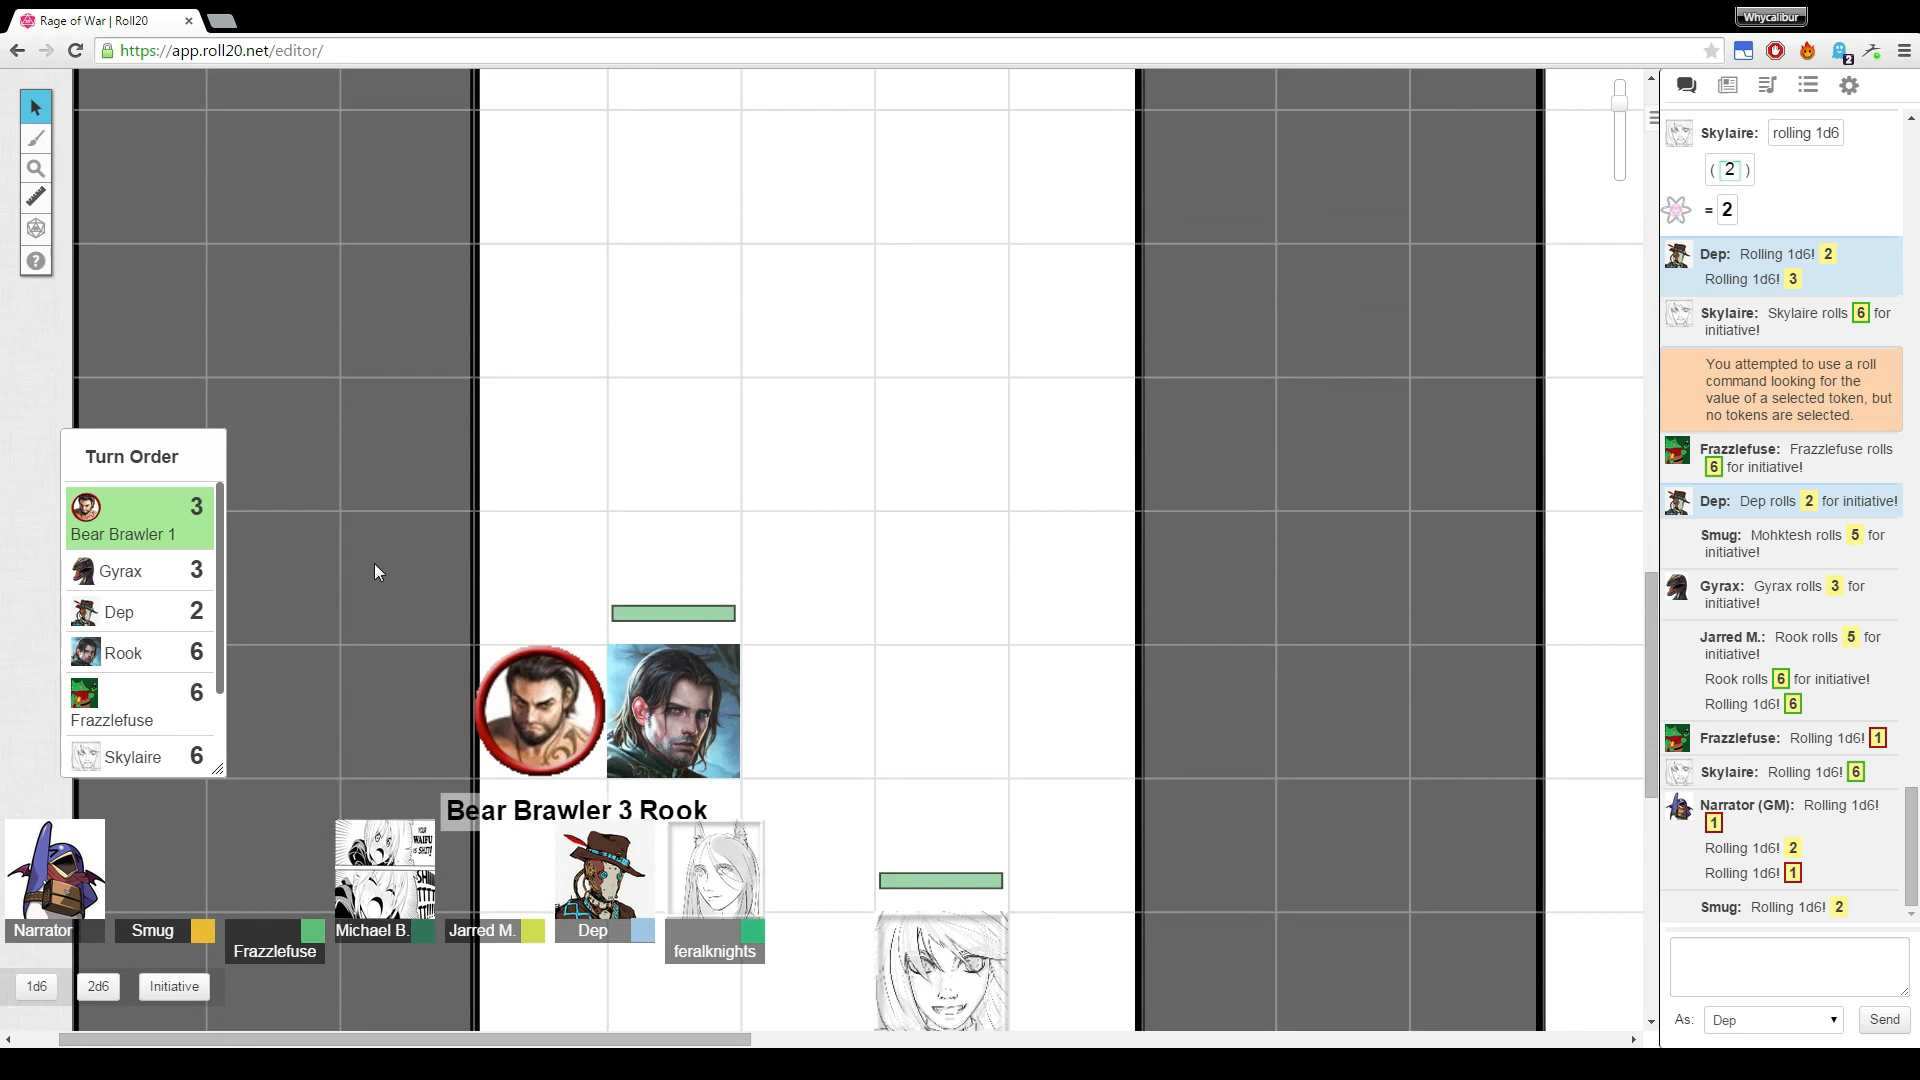 Rage of War | Roll20
Whycalibur
https://app.roll20.net/editor/
2
Skylaire: rolling 1d6
( 2 )
= 2
Dep: Rolling 1d6! 2
Rolling 1d6! 3
Skylaire: Skylaire rolls 6 for
initiative!
You attempted to use a roll
command looking for the
value of a selected token, but
no tokens are selected.
Frazzlefuse: Frazzlefuse rolls
6 for initiative!
Dep: Dep rolls 2 for initiative!
Smug: Mohktesh rolls 5 for
initiative!
Gyrax: Gyrax rolls 3 for
initiative!
Jarred M.: Rook rolls 5 for
initiative!
Rook rolls 6 for initiative!
Rolling 1d6! 6
Frazzlefuse: Rolling 1d6! 1
Skylaire: Rolling 1d6! 6
Narrator (GM): Rolling 1d6!
1
Rolling 1d6! 2
Rolling 1d6! 1
Smug: Rolling 1d6! 2
As: Dep Send
Turn Order
3
Bear Brawler 1
Gyrax 3
Dep 2
Rook 6
6
Frazzlefuse
Skylaire 6
Bear Brawler 3 Rook
YOUR
WAIFU
IS SHIT!
Narrator
Smug
Frazzlefuse
Michael B.
Jarred M.
Dep
feralknights
1d6 2d6 Initiative